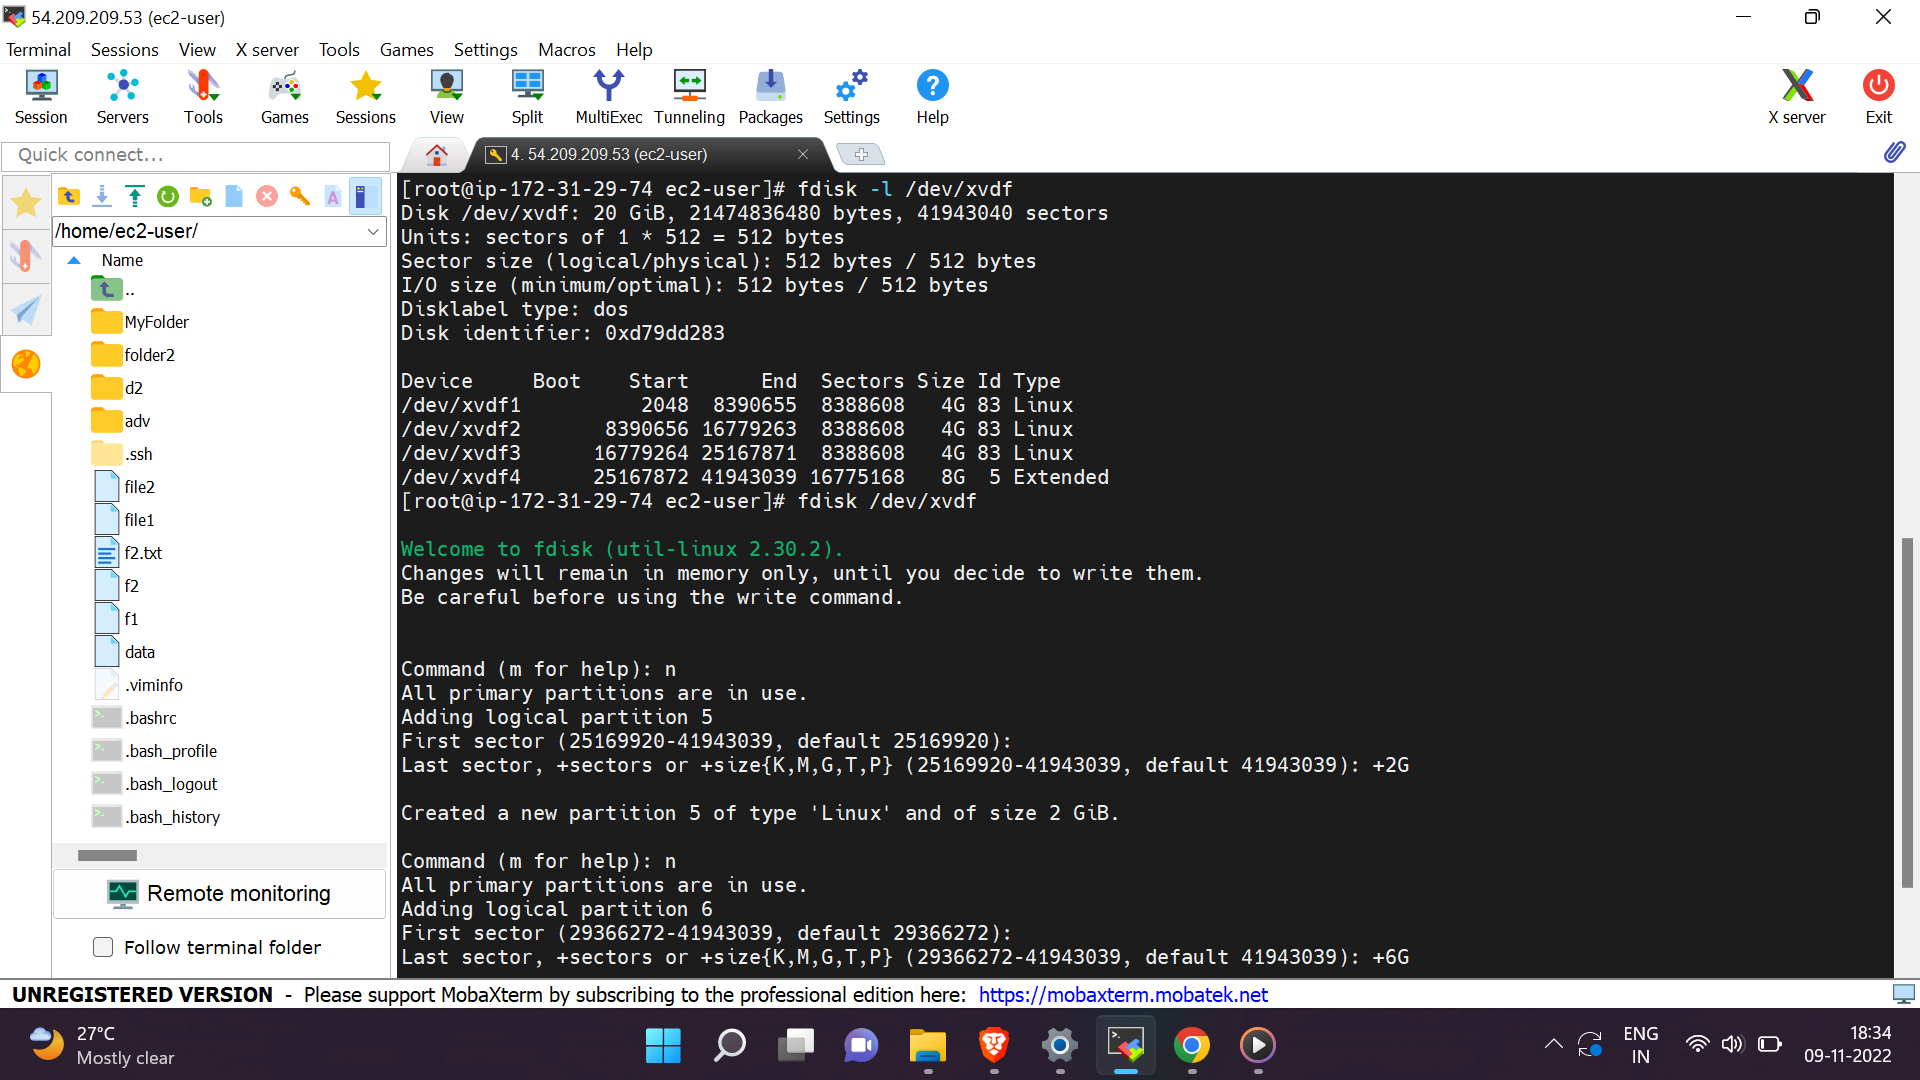 54.209.209.53 (ec2-user)
Terminal Sessions View X server Tools Games Settings Macros Help
Session Servers Tools Games Sessions View Split MultiExec Tunneling Packages Settings Help X server Exit
Quick connect...
4. 54.209.209.53 (ec2-user)
/home/ec2-user/
Name
..
MyFolder
folder2
d2
adv
.ssh
file2
file1
f2.txt
f2
f1
data
.viminfo
.bashrc
.bash_profile
.bash_logout
.bash_history
Remote monitoring
Follow terminal folder
[root@ip-172-31-29-74 ec2-user]# fdisk -l /dev/xvdf
Disk /dev/xvdf: 20 GiB, 21474836480 bytes, 41943040 sectors
Units: sectors of 1 * 512 = 512 bytes
Sector size (logical/physical): 512 bytes / 512 bytes
I/O size (minimum/optimal): 512 bytes / 512 bytes
Disklabel type: dos
Disk identifier: 0xd79dd283
Device     Boot    Start      End  Sectors Size Id Type
/dev/xvdf1          2048  8390655  8388608   4G 83 Linux
/dev/xvdf2       8390656 16779263  8388608   4G 83 Linux
/dev/xvdf3      16779264 25167871  8388608   4G 83 Linux
/dev/xvdf4      25167872 41943039 16775168   8G  5 Extended
[root@ip-172-31-29-74 ec2-user]# fdisk /dev/xvdf
Welcome to fdisk (util-linux 2.30.2).
Changes will remain in memory only, until you decide to write them.
Be careful before using the write command.
Command (m for help): n
All primary partitions are in use.
Adding logical partition 5
First sector (25169920-41943039, default 25169920):
Last sector, +sectors or +size{K,M,G,T,P} (25169920-41943039, default 41943039): +2G
Created a new partition 5 of type 'Linux' and of size 2 GiB.
Command (m for help): n
All primary partitions are in use.
Adding logical partition 6
First sector (29366272-41943039, default 29366272):
Last sector, +sectors or +size{K,M,G,T,P} (29366272-41943039, default 41943039): +6G
UNREGISTERED VERSION - Please support MobaXterm by subscribing to the professional edition here: https://mobaxterm.mobatek.net
27°C
Mostly clear
ENG
IN
18:34
09-11-2022